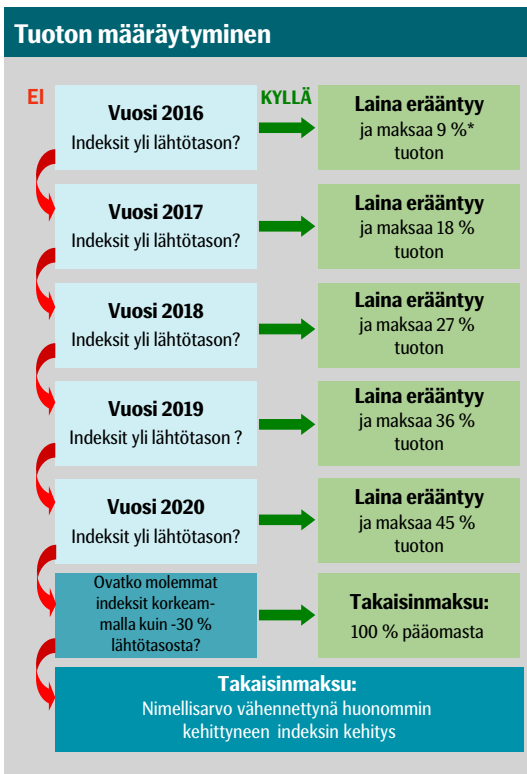 Tuoton määräytyminen
EI
KYLLÄ
Vuosi 2016
Indeksit yli lähtötason?
Laina erääntyy
ja maksaa 9 %*
tuoton
Vuosi 2017
Indeksit yli lähtötason?
Laina erääntyy
ja maksaa 18 %
tuoton
Vuosi 2018
Indeksit yli lähtötason?
Laina erääntyy
ja maksaa 27 %
tuoton
Vuosi 2019
Indeksit yli lähtötason ?
Laina erääntyy
ja maksaa 36 %
tuoton
Vuosi 2020
Indeksit yli lähtötason?
Laina erääntyy
ja maksaa 45 %
tuoton
Ovatko molemmat
indeksit korkeam-
malla kuin -30 %
lähtötasosta?
Takaisinmaksu:
100 % pääomasta
Takaisinmaksu:
Nimellisarvo vähennettynä huonommin
kehittyneen indeksin kehitys